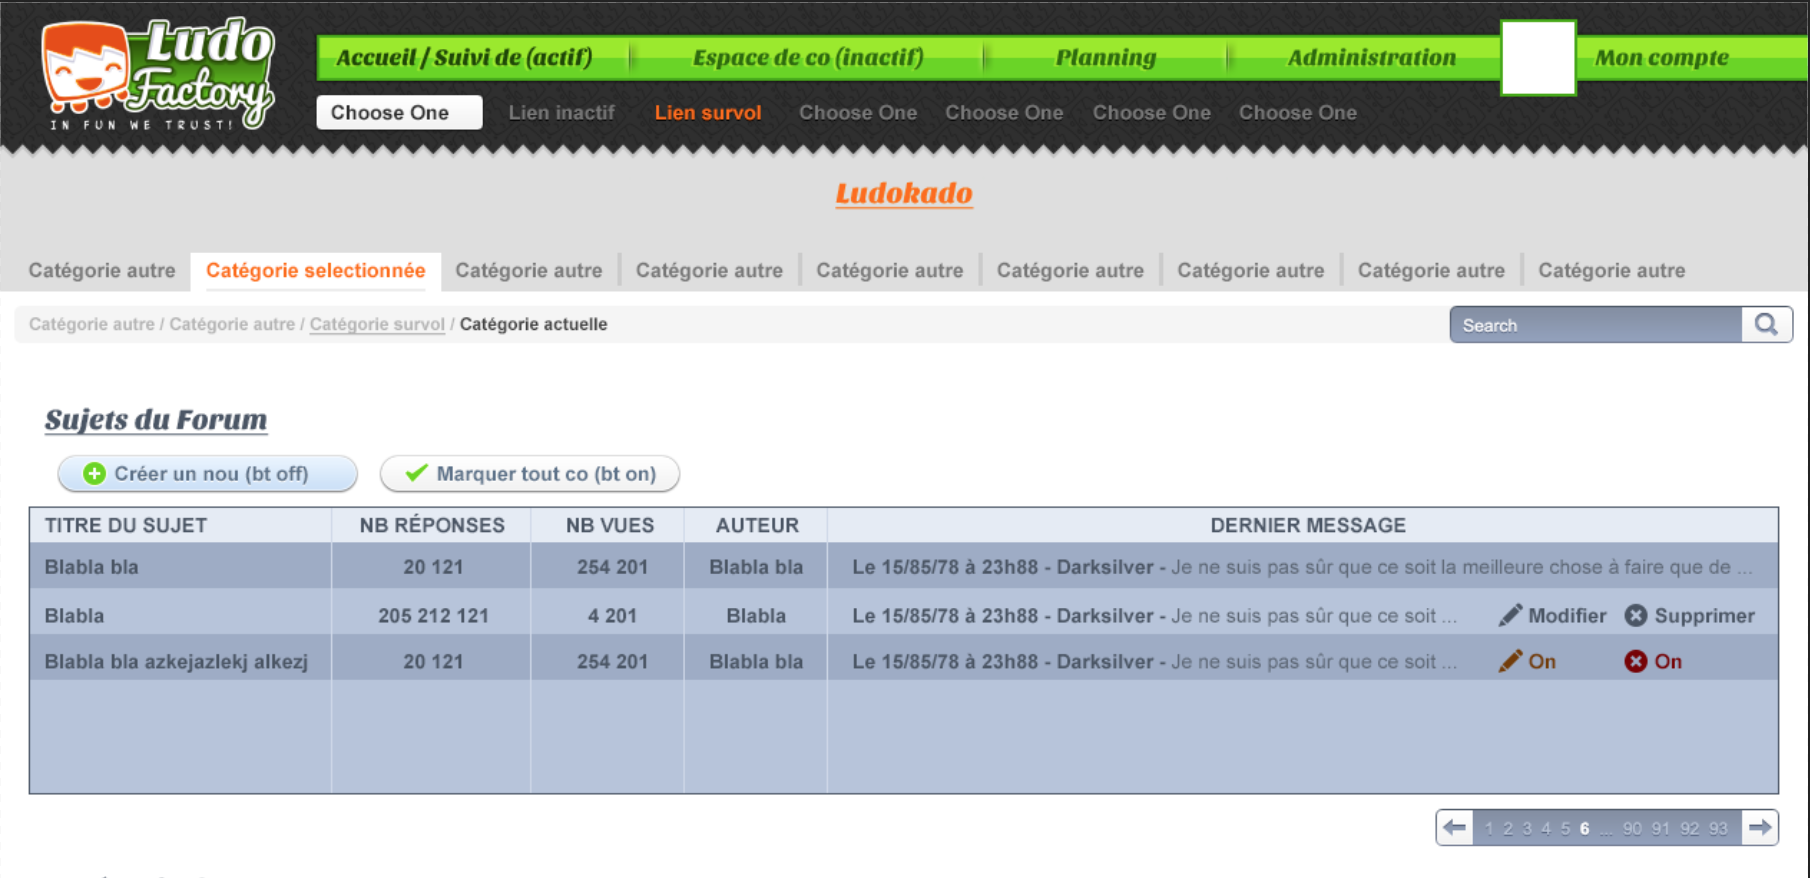 Ludo
Factory
IN FUN WE TRUST!
Accueil / Suivi de (actif) Espace de co (inactif) Planning Administration Mon compte
Choose One Lien inactif Lien survol Choose One Choose One Choose One Choose One
Ludokado
Catégorie autre Catégorie selectionnée Catégorie autre Catégorie autre Catégorie autre Catégorie autre Catégorie autre Catégorie autre Catégorie autre
Catégorie autre / Catégorie autre / Catégorie survol / Catégorie actuelle Search
Sujets du Forum
Créer un nou (bt off) Marquer tout co (bt on)
TITRE DU SUJET NB RÉPONSES NB VUES AUTEUR DERNIER MESSAGE
Blabla bla 20 121 254 201 Blabla bla Le 15/85/78 à 23h88 - Darksilver - Je ne suis pas sûr que ce soit la meilleure chose à faire que de ...
Blabla 205 212 121 4 201 Blabla Le 15/85/78 à 23h88 - Darksilver - Je ne suis pas sûr que ce soit ... Modifier Supprimer
Blabla bla azkejazlekj alkezj 20 121 254 201 Blabla bla Le 15/85/78 à 23h88 - Darksilver - Je ne suis pas sûr que ce soit ... On On
1 2 3 4 5 6 ... 90 91 92 93